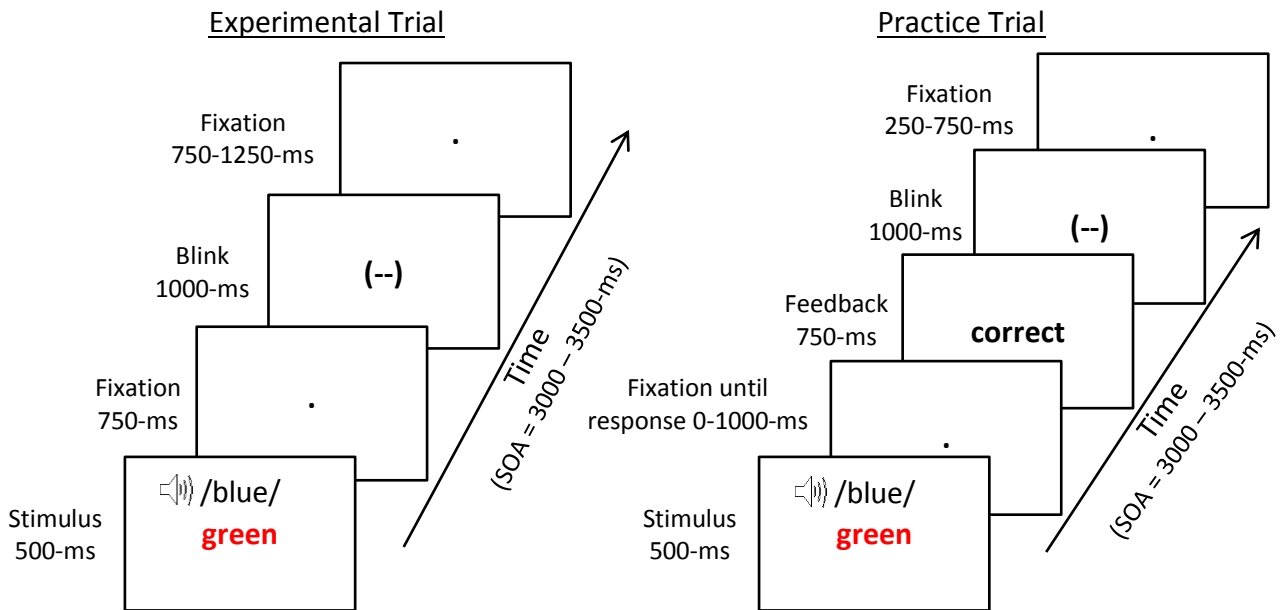 Experimental Trial
Fixation
750-1250-ms
.
Blink
1000-ms
(--)
Fixation
750-ms
.
Stimulus
500-ms
/blue/
green
Time
(SOA = 3000 – 3500-ms)
Practice Trial
Fixation
250-750-ms
.
Blink
1000-ms
(--)
Feedback
750-ms
correct
Fixation until
response 0-1000-ms
.
Stimulus
500-ms
/blue/
green
Time
(SOA = 3000 – 3500-ms)